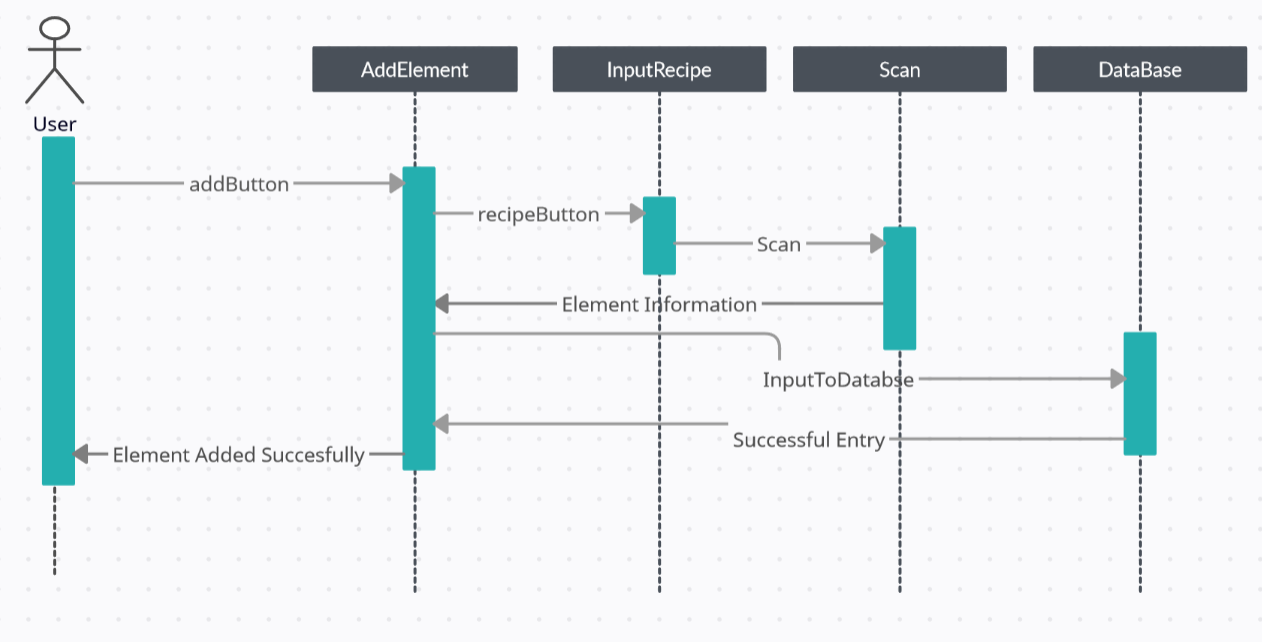 AddElement
InputRecipe
Scan
DataBase
User
addButton
recipeButton
Scan
Element Information
InputToDatabse
Successful Entry
Element Added Succesfully